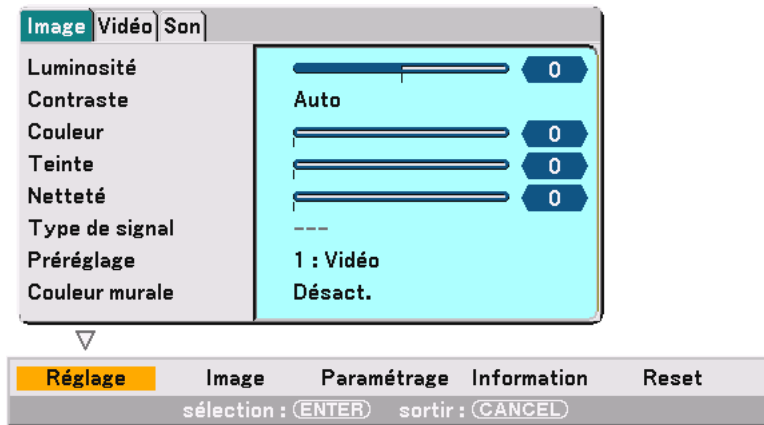 Image Vidéo Son
Luminosité 0
Contraste Auto
Couleur 0
Teinte 0
Netteté 0
Type de signal ---
Préréglage 1 : Vidéo
Couleur murale Désact.
Réglage Image Paramétrage Information Reset
sélection : ENTER sortir : CANCEL